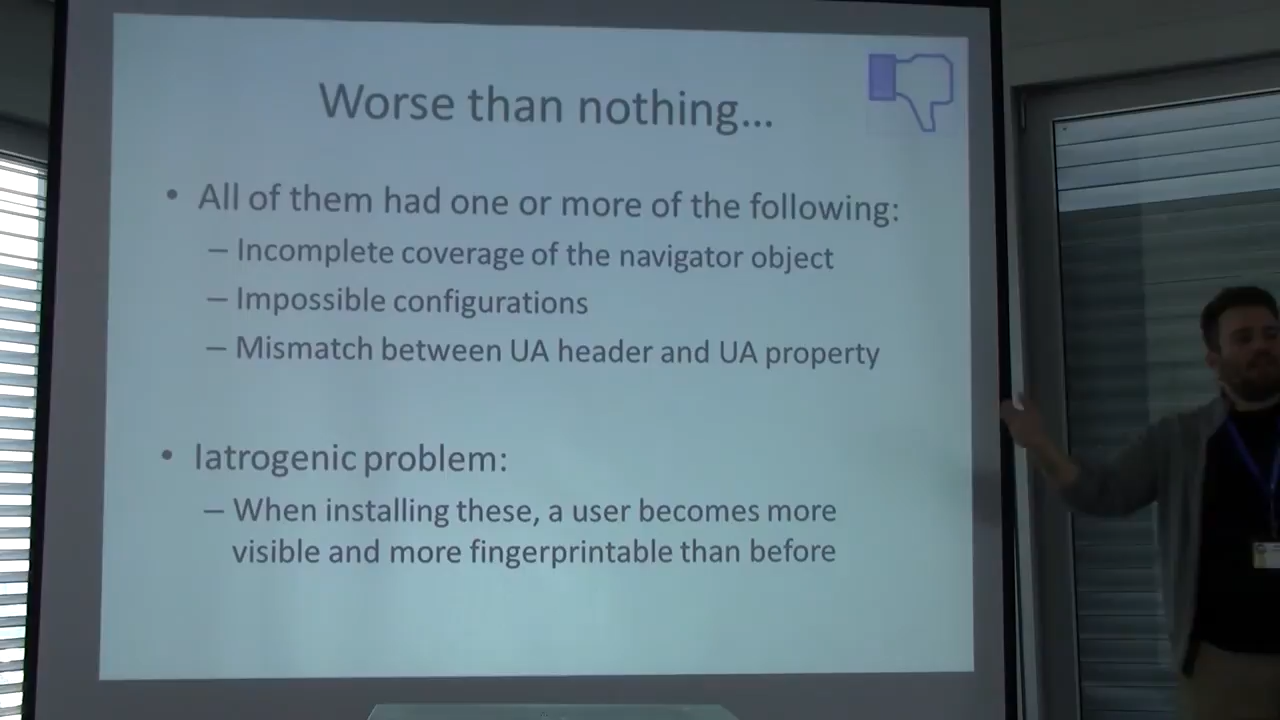 Worse than nothing...
• All of them had one or more of the following:
– Incomplete coverage of the navigator object
– Impossible configurations
– Mismatch between UA header and UA property
• Iatrogenic problem:
– When installing these, a user becomes more
visible and more fingerprintable than before